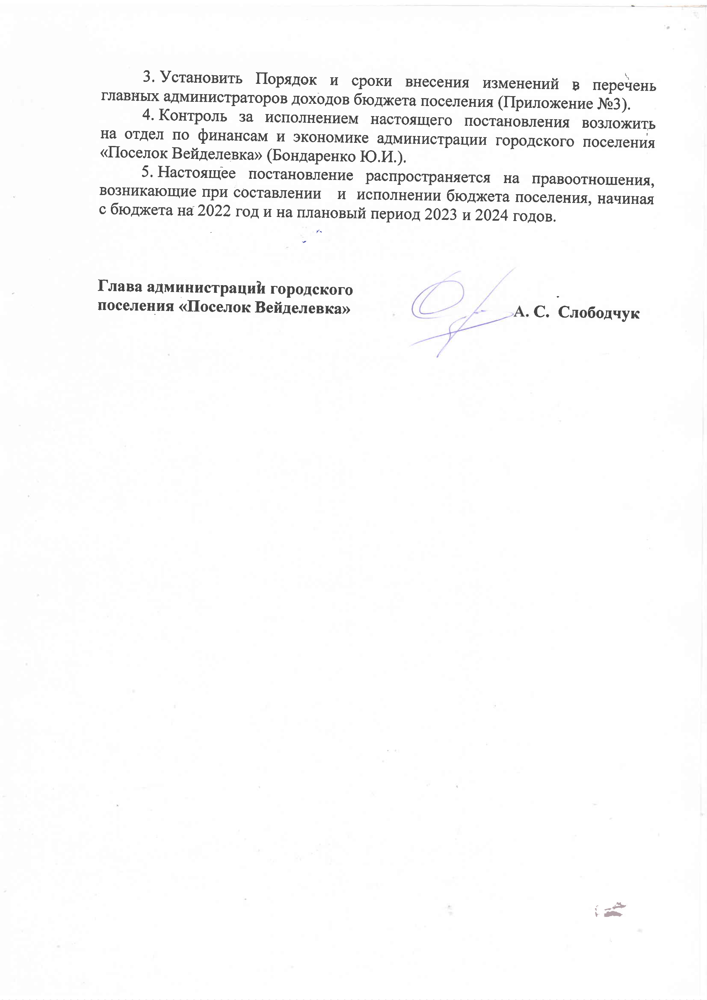 3. Установить Порядок и сроки внесения изменений в перечень
главных администраторов доходов бюджета поселения (Приложение №3).
4. Контроль за исполнением настоящего постановления возложить
на отдел по финансам и экономике администрации городского поселения
«Поселок Вейделевка» (Бондаренко Ю.И.).
5. Настоящее постановление распространяется на правоотношения,
возникающие при составлении и исполнении бюджета поселения, начиная
с бюджета на 2022 год и на плановый период 2023 и 2024 годов.
Глава администраций городского
поселения «Поселок Вейделевка»
А. С. Слободчук